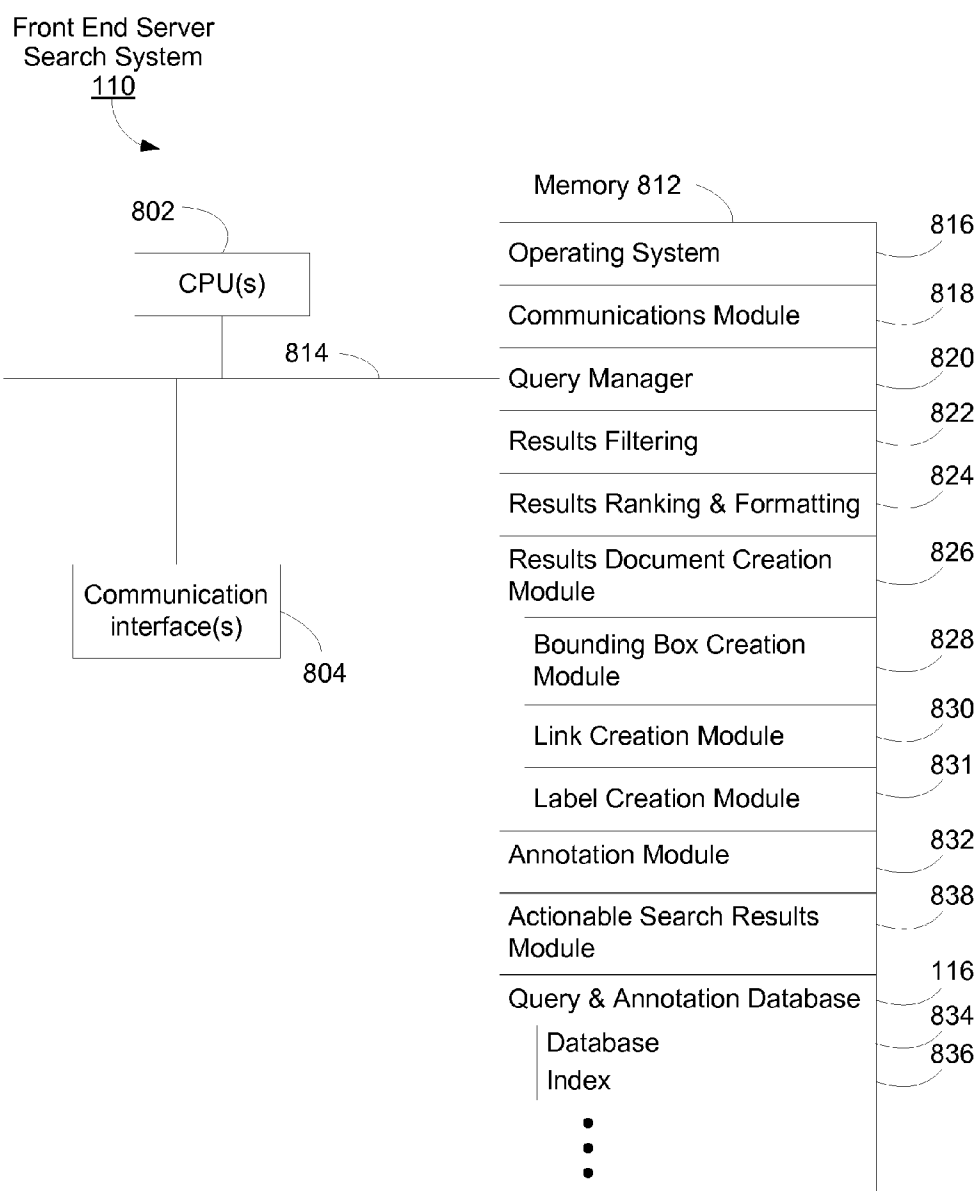 Front End Server
Search System
110
802
CPU(s)
814
Communication
interface(s)
804
Memory 812
Operating System
816
Communications Module
818
Query Manager
820
Results Filtering
822
Results Ranking & Formatting
824
Results Document Creation
Module
826
Bounding Box Creation
Module
828
Link Creation Module
830
Label Creation Module
831
Annotation Module
832
Actionable Search Results
Module
838
Query & Annotation Database
116
Database
834
Index
836